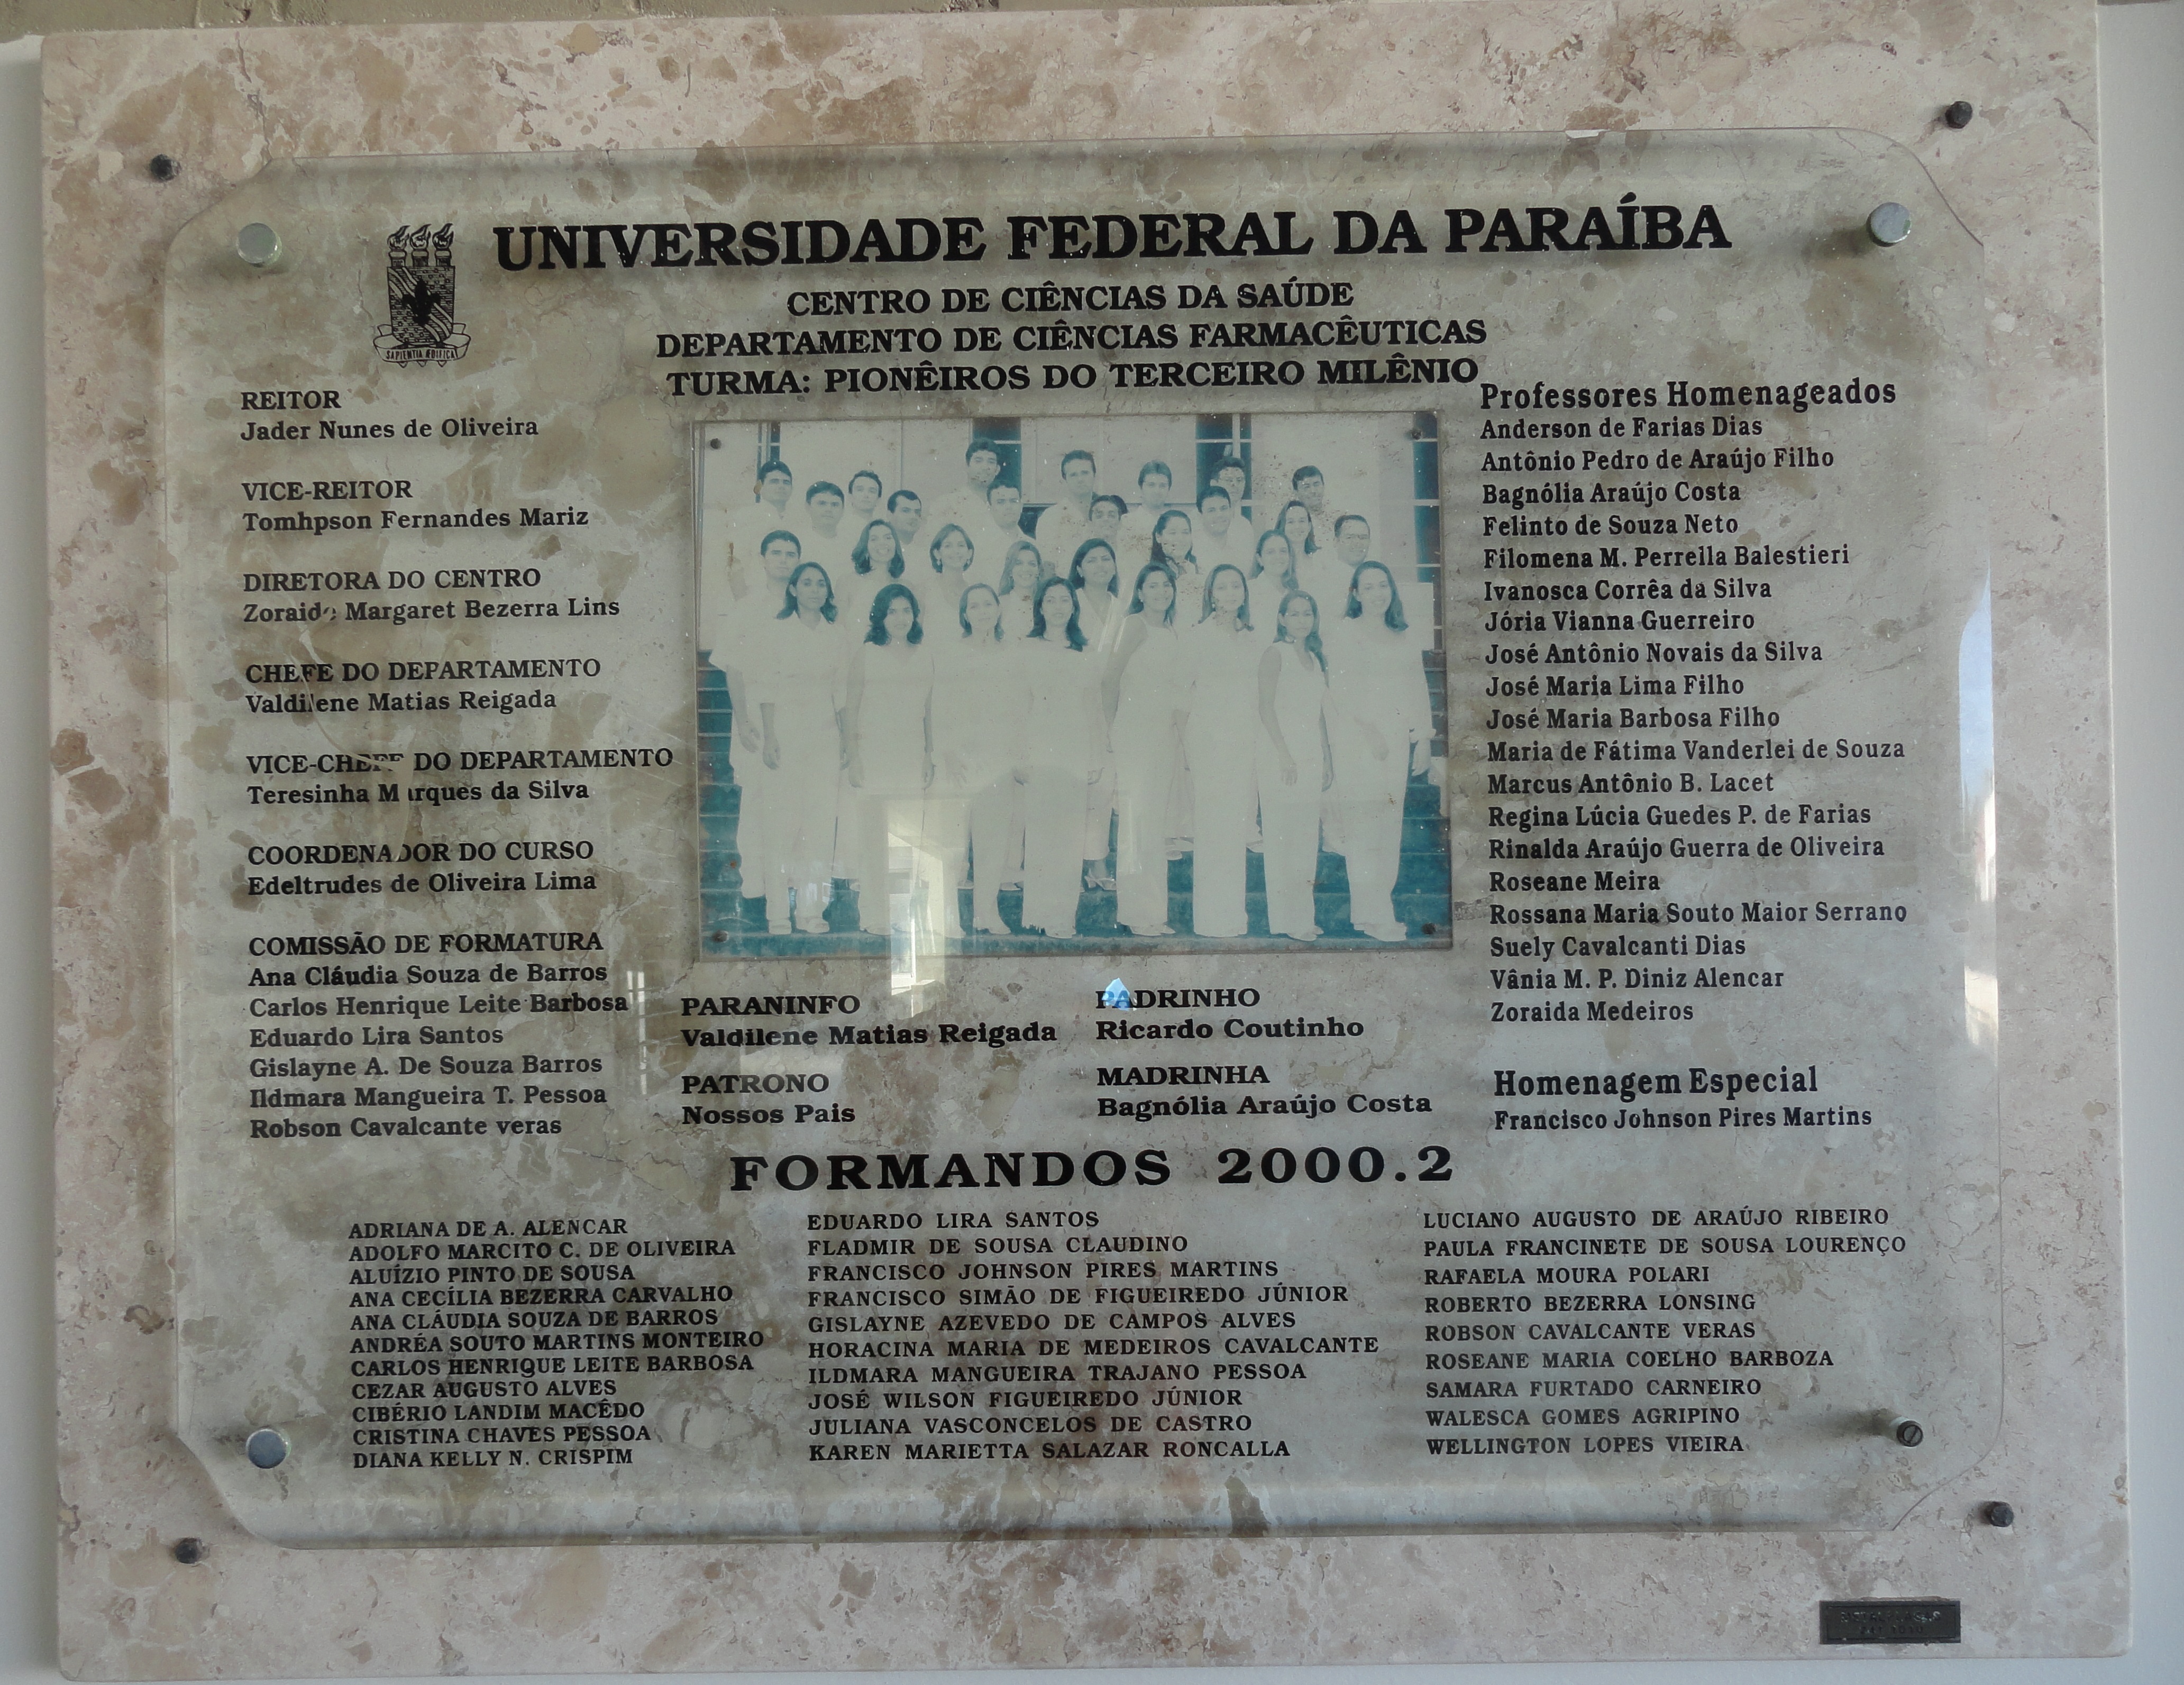 UNIVERSIDADE FEDERAL DA PARAÍBA
CENTRO DE CIÊNCIAS DA SAÚDE
DEPARTAMENTO DE CIÊNCIAS FARMACÊUTICAS
TURMA: PIONÊIROS DO TERCEIRO MILÊNIO
SAPIENTIA ÆDIFICAT
REITOR
Jader Nunes de Oliveira
VICE-REITOR
Tomhpson Fernandes Mariz
DIRETORA DO CENTRO
Zoraide Margaret Bezerra Lins
CHEFE DO DEPARTAMENTO
Valdilene Matias Reigada
VICE-CHEFE DO DEPARTAMENTO
Teresinha Marques da Silva
COORDENADOR DO CURSO
Edeltrudes de Oliveira Lima
COMISSÃO DE FORMATURA
Ana Cláudia Souza de Barros
Carlos Henrique Leite Barbosa
Eduardo Lira Santos
Gislayne A. De Souza Barros
Ildmara Mangueira T. Pessoa
Robson Cavalcante veras
PARANINFO
Valdilene Matias Reigada
PATRONO
Nossos Pais
PADRINHO
Ricardo Coutinho
MADRINHA
Bagnólia Araújo Costa
Professores Homenageados
Anderson de Farias Dias
Antônio Pedro de Araújo Filho
Bagnólia Araújo Costa
Felinto de Souza Neto
Filomena M. Perrella Balestieri
Ivanosca Corrêa da Silva
Jória Vianna Guerreiro
José Antônio Novais da Silva
José Maria Lima Filho
José Maria Barbosa Filho
Maria de Fátima Vanderlei de Souza
Marcus Antônio B. Lacet
Regina Lúcia Guedes P. de Farias
Rinalda Araújo Guerra de Oliveira
Roseane Meira
Rossana Maria Souto Maior Serrano
Suely Cavalcanti Dias
Vânia M. P. Diniz Alencar
Zoraida Medeiros
Homenagem Especial
Francisco Johnson Pires Martins
FORMANDOS 2000.2
ADRIANA DE A. ALENCAR
ADOLFO MARCITO C. DE OLIVEIRA
ALUÍZIO PINTO DE SOUSA
ANA CECÍLIA BEZERRA CARVALHO
ANA CLÁUDIA SOUZA DE BARROS
ANDRÉA SOUTO MARTINS MONTEIRO
CARLOS HENRIQUE LEITE BARBOSA
CEZAR AUGUSTO ALVES
CIBÉRIO LANDIM MACÊDO
CRISTINA CHAVES PESSOA
DIANA KELLY N. CRISPIM
EDUARDO LIRA SANTOS
FLADMIR DE SOUSA CLAUDINO
FRANCISCO JOHNSON PIRES MARTINS
FRANCISCO SIMÃO DE FIGUEIREDO JÚNIOR
GISLAYNE AZEVEDO DE CAMPOS ALVES
HORACINA MARIA DE MEDEIROS CAVALCANTE
ILDMARA MANGUEIRA TRAJANO PESSOA
JOSÉ WILSON FIGUEIREDO JÚNIOR
JULIANA VASCONCELOS DE CASTRO
KAREN MARIETTA SALAZAR RONCALLA
LUCIANO AUGUSTO DE ARAÚJO RIBEIRO
PAULA FRANCINETE DE SOUSA LOURENÇO
RAFAELA MOURA POLARI
ROBERTO BEZERRA LONSING
ROBSON CAVALCANTE VERAS
ROSEANE MARIA COELHO BARBOZA
SAMARA FURTADO CARNEIRO
WALESCA GOMES AGRIPINO
WELLINGTON LOPES VIEIRA